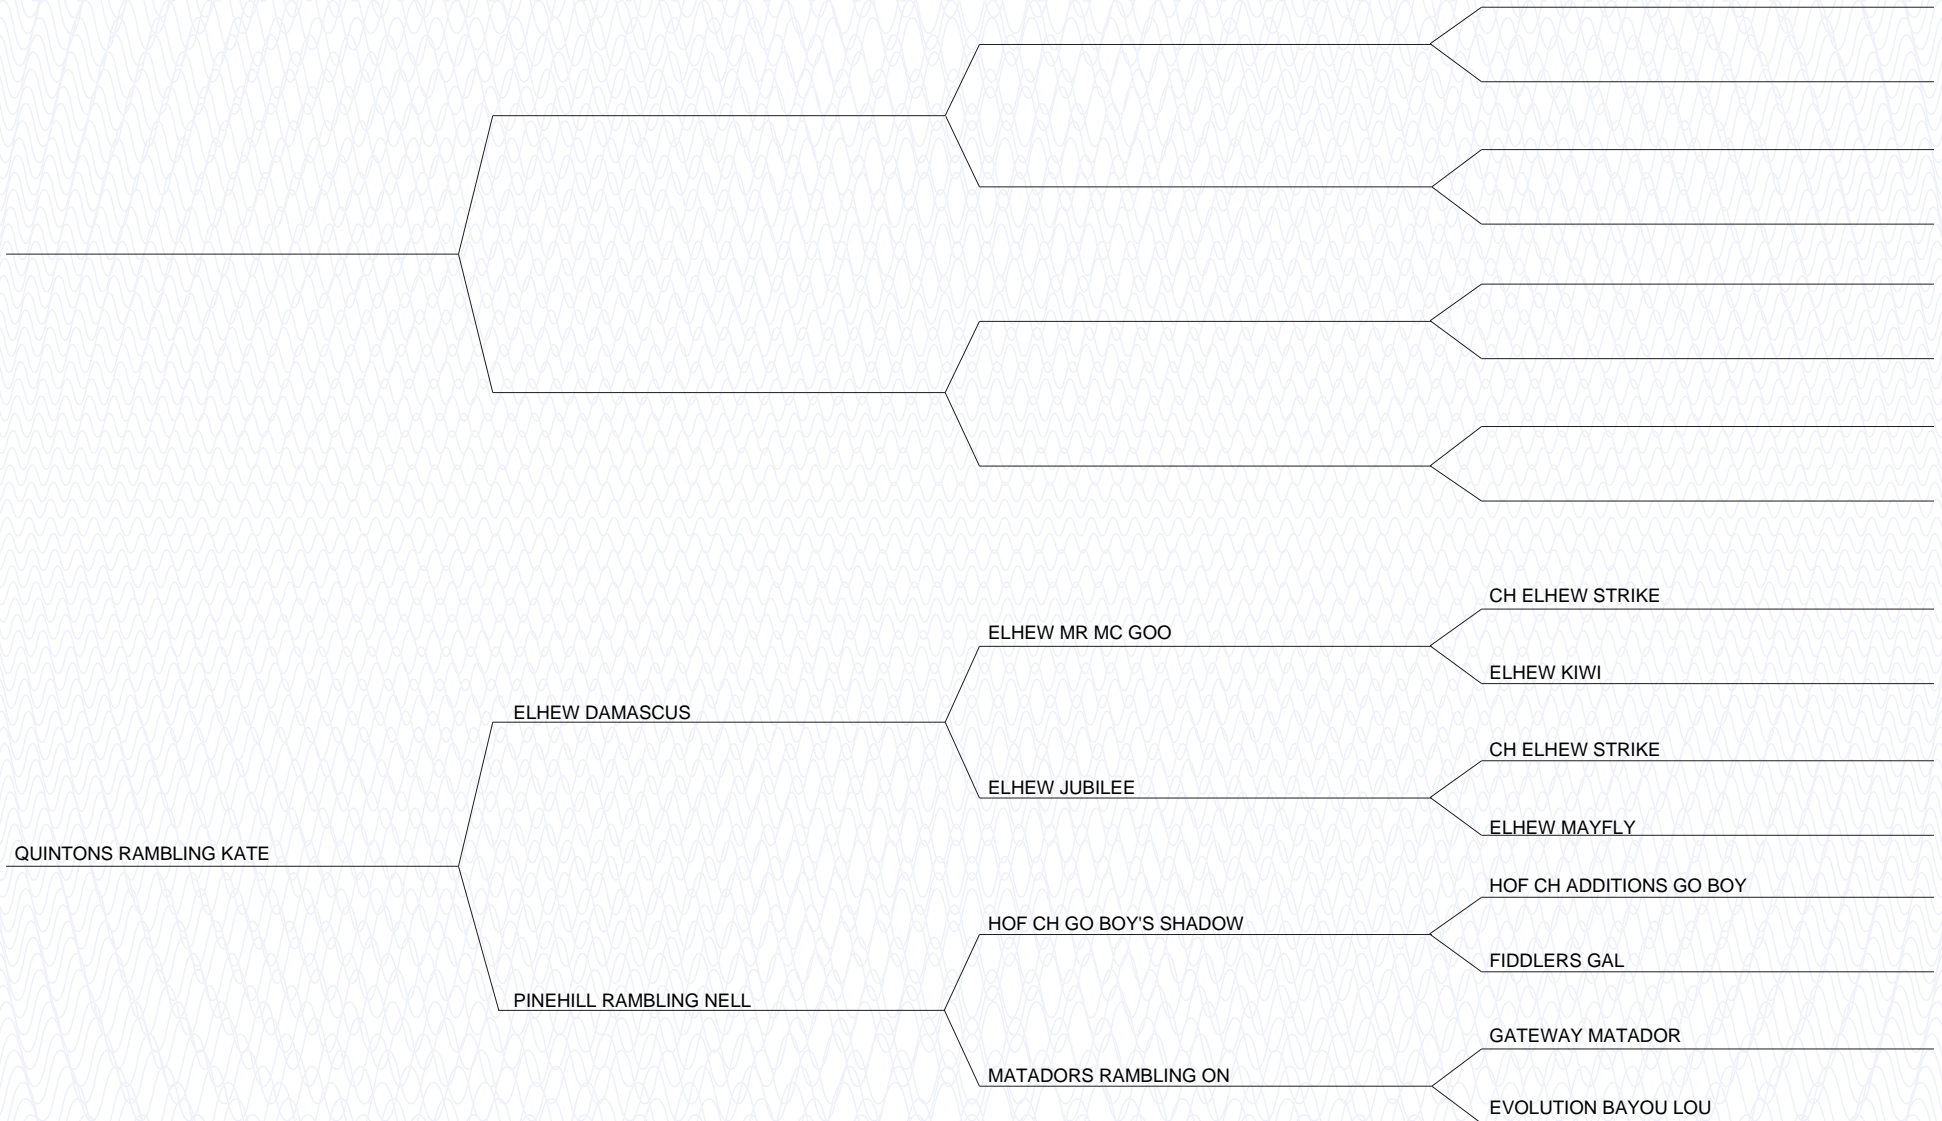 CH ELHEW STRIKE
ELHEW MR MC GOO
ELHEW KIWI
ELHEW DAMASCUS
CH ELHEW STRIKE
ELHEW JUBILEE
ELHEW MAYFLY
QUINTONS RAMBLING KATE
HOF CH ADDITIONS GO BOY
HOF CH GO BOY'S SHADOW
FIDDLERS GAL
PINEHILL RAMBLING NELL
GATEWAY MATADOR
MATADORS RAMBLING ON
EVOLUTION BAYOU LOU